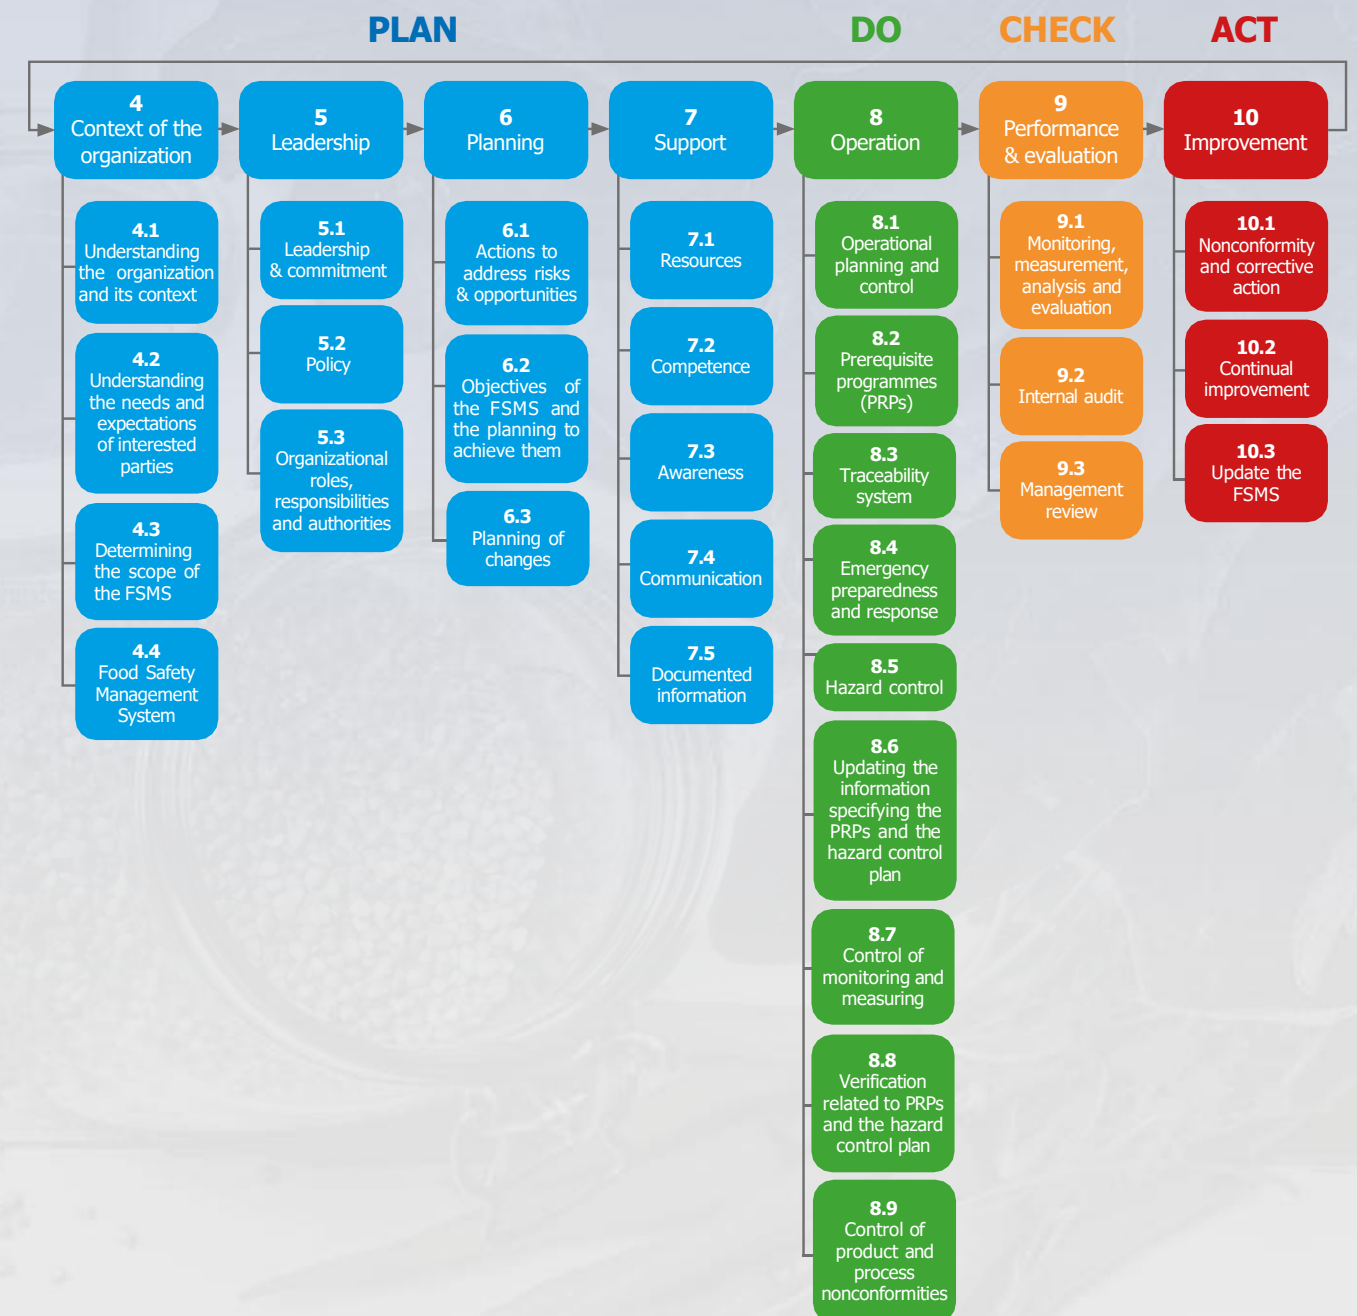 PLAN
DO
CHECK
ACT
4
Context of the
organization
5
Leadership
6
Planning
7
Support
8
Operation
9
Performance
& evaluation
10
Improvement
4.1
Understanding
the organization
and its context
4.2
Understanding
the needs and
expectations
of interested
parties
4.3
Determining
the scope of
the FSMS
4.4
Food Safety
Management
System
5.1
Leadership
& commitment
5.2
Policy
5.3
Organizational
roles,
responsibilities
and authorities
6.1
Actions to
address risks
& opportunities
6.2
Objectives of
the FSMS and
the planning to
achieve them
6.3
Planning of
changes
7.1
Resources
7.2
Competence
7.3
Awareness
7.4
Communication
7.5
Documented
information
8.1
Operational
planning and
control
8.2
Prerequisite
programmes
(PRPs)
8.3
Traceability
system
8.4
Emergency
preparedness
and response
8.5
Hazard control
8.6
Updating the
information
specifying the
PRPs and the
hazard control
plan
8.7
Control of
monitoring and
measuring
8.8
Verification
related to PRPs
and the hazard
control plan
8.9
Control of
product and
process
nonconformities
9.1
Monitoring,
measurement,
analysis and
evaluation
9.2
Internal audit
9.3
Management
review
10.1
Nonconformity
and corrective
action
10.2
Continual
improvement
10.3
Update the
FSMS